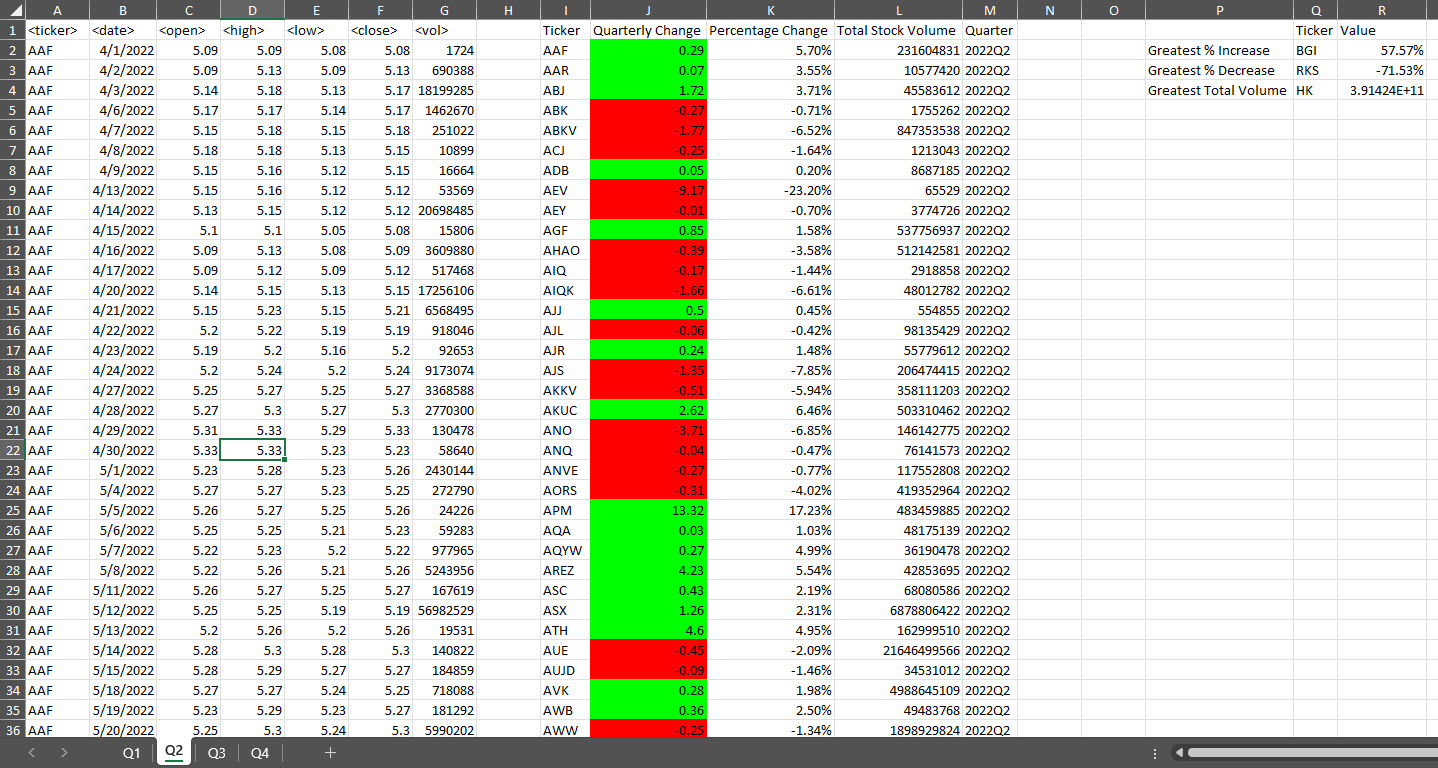 A B C D E F G H I J K L M N O P Q R
1 <ticker> <date> <open> <high> <low> <close> <vol> Ticker Quarterly Change Percentage Change Total Stock Volume Quarter Ticker Value
2 AAF 4/1/2022 5.09 5.09 5.08 5.08 1724 AAF 0.29 5.70% 231604831 2022Q2 Greatest % Increase BGI 57.57%
3 AAF 4/2/2022 5.09 5.13 5.09 5.13 690388 AAR 0.07 3.55% 10577420 2022Q2 Greatest % Decrease RKS -71.53%
4 AAF 4/3/2022 5.14 5.18 5.13 5.17 18199285 ABJ 1.72 3.71% 45583612 2022Q2 Greatest Total Volume HK 3.91424E+11
5 AAF 4/6/2022 5.17 5.17 5.14 5.17 1462670 ABK -0.27 -0.71% 1755262 2022Q2
6 AAF 4/7/2022 5.15 5.18 5.15 5.18 251022 ABKV -1.77 -6.52% 847353538 2022Q2
7 AAF 4/8/2022 5.18 5.18 5.13 5.15 10899 ACJ -0.25 -1.64% 1213043 2022Q2
8 AAF 4/9/2022 5.15 5.16 5.12 5.15 16664 ADB 0.05 0.20% 8687185 2022Q2
9 AAF 4/13/2022 5.15 5.16 5.12 5.12 53569 AEV -9.17 -23.20% 65529 2022Q2
10 AAF 4/14/2022 5.13 5.15 5.12 5.12 20698485 AEY -0.01 -0.70% 3774726 2022Q2
11 AAF 4/15/2022 5.1 5.1 5.05 5.08 15806 AGF 0.85 1.58% 537756937 2022Q2
12 AAF 4/16/2022 5.09 5.13 5.08 5.09 3609880 AHAO -0.39 -3.58% 512142581 2022Q2
13 AAF 4/17/2022 5.09 5.12 5.09 5.12 517468 AIQ -0.17 -1.44% 2918858 2022Q2
14 AAF 4/20/2022 5.14 5.15 5.13 5.15 17256106 AIQK -1.66 -6.61% 48012782 2022Q2
15 AAF 4/21/2022 5.15 5.23 5.15 5.21 6568495 AJJ 0.5 0.45% 554855 2022Q2
16 AAF 4/22/2022 5.2 5.22 5.19 5.19 918046 AJL -0.06 -0.42% 98135429 2022Q2
17 AAF 4/23/2022 5.19 5.2 5.16 5.2 92653 AJR 0.24 1.48% 55779612 2022Q2
18 AAF 4/24/2022 5.2 5.24 5.2 5.24 9173074 AJS -1.35 -7.85% 206474415 2022Q2
19 AAF 4/27/2022 5.25 5.27 5.25 5.27 3368588 AKKV -0.51 -5.94% 358111203 2022Q2
20 AAF 4/28/2022 5.27 5.3 5.27 5.3 2770300 AKUC 2.62 6.46% 503310462 2022Q2
21 AAF 4/29/2022 5.31 5.33 5.29 5.33 130478 ANO -3.71 -6.85% 146142775 2022Q2
22 AAF 4/30/2022 5.33 5.33 5.23 5.23 58640 ANQ -0.04 -0.47% 76141573 2022Q2
23 AAF 5/1/2022 5.23 5.28 5.23 5.26 2430144 ANVE -0.27 -0.77% 117552808 2022Q2
24 AAF 5/4/2022 5.27 5.27 5.23 5.25 272790 AORS -0.31 -4.02% 419352964 2022Q2
25 AAF 5/5/2022 5.26 5.27 5.25 5.26 24226 APM 13.32 17.23% 483459885 2022Q2
26 AAF 5/6/2022 5.25 5.25 5.21 5.23 59283 AQA 0.03 1.03% 48175139 2022Q2
27 AAF 5/7/2022 5.22 5.23 5.2 5.22 977965 AQYW 0.27 4.99% 36190478 2022Q2
28 AAF 5/8/2022 5.22 5.26 5.21 5.26 5243956 AREZ 4.23 5.54% 42853695 2022Q2
29 AAF 5/11/2022 5.26 5.27 5.25 5.27 167619 ASC 0.43 2.19% 68080586 2022Q2
30 AAF 5/12/2022 5.25 5.25 5.19 5.19 56982529 ASX 1.26 2.31% 6878806422 2022Q2
31 AAF 5/13/2022 5.2 5.26 5.2 5.26 19531 ATH 4.6 4.95% 162999510 2022Q2
32 AAF 5/14/2022 5.28 5.3 5.28 5.3 140822 AUE -0.45 -2.09% 21646499566 2022Q2
33 AAF 5/15/2022 5.28 5.29 5.27 5.27 184859 AUJD -0.09 -1.46% 34531012 2022Q2
34 AAF 5/18/2022 5.27 5.27 5.24 5.25 718088 AVK 0.28 1.98% 4988645109 2022Q2
35 AAF 5/19/2022 5.23 5.29 5.23 5.27 181292 AWB 0.36 2.50% 49483768 2022Q2
36 AAF 5/20/2022 5.25 5.3 5.24 5.3 5990202 AWW -0.25 -1.34% 1898929824 2022Q2
Q1 Q2 Q3 Q4